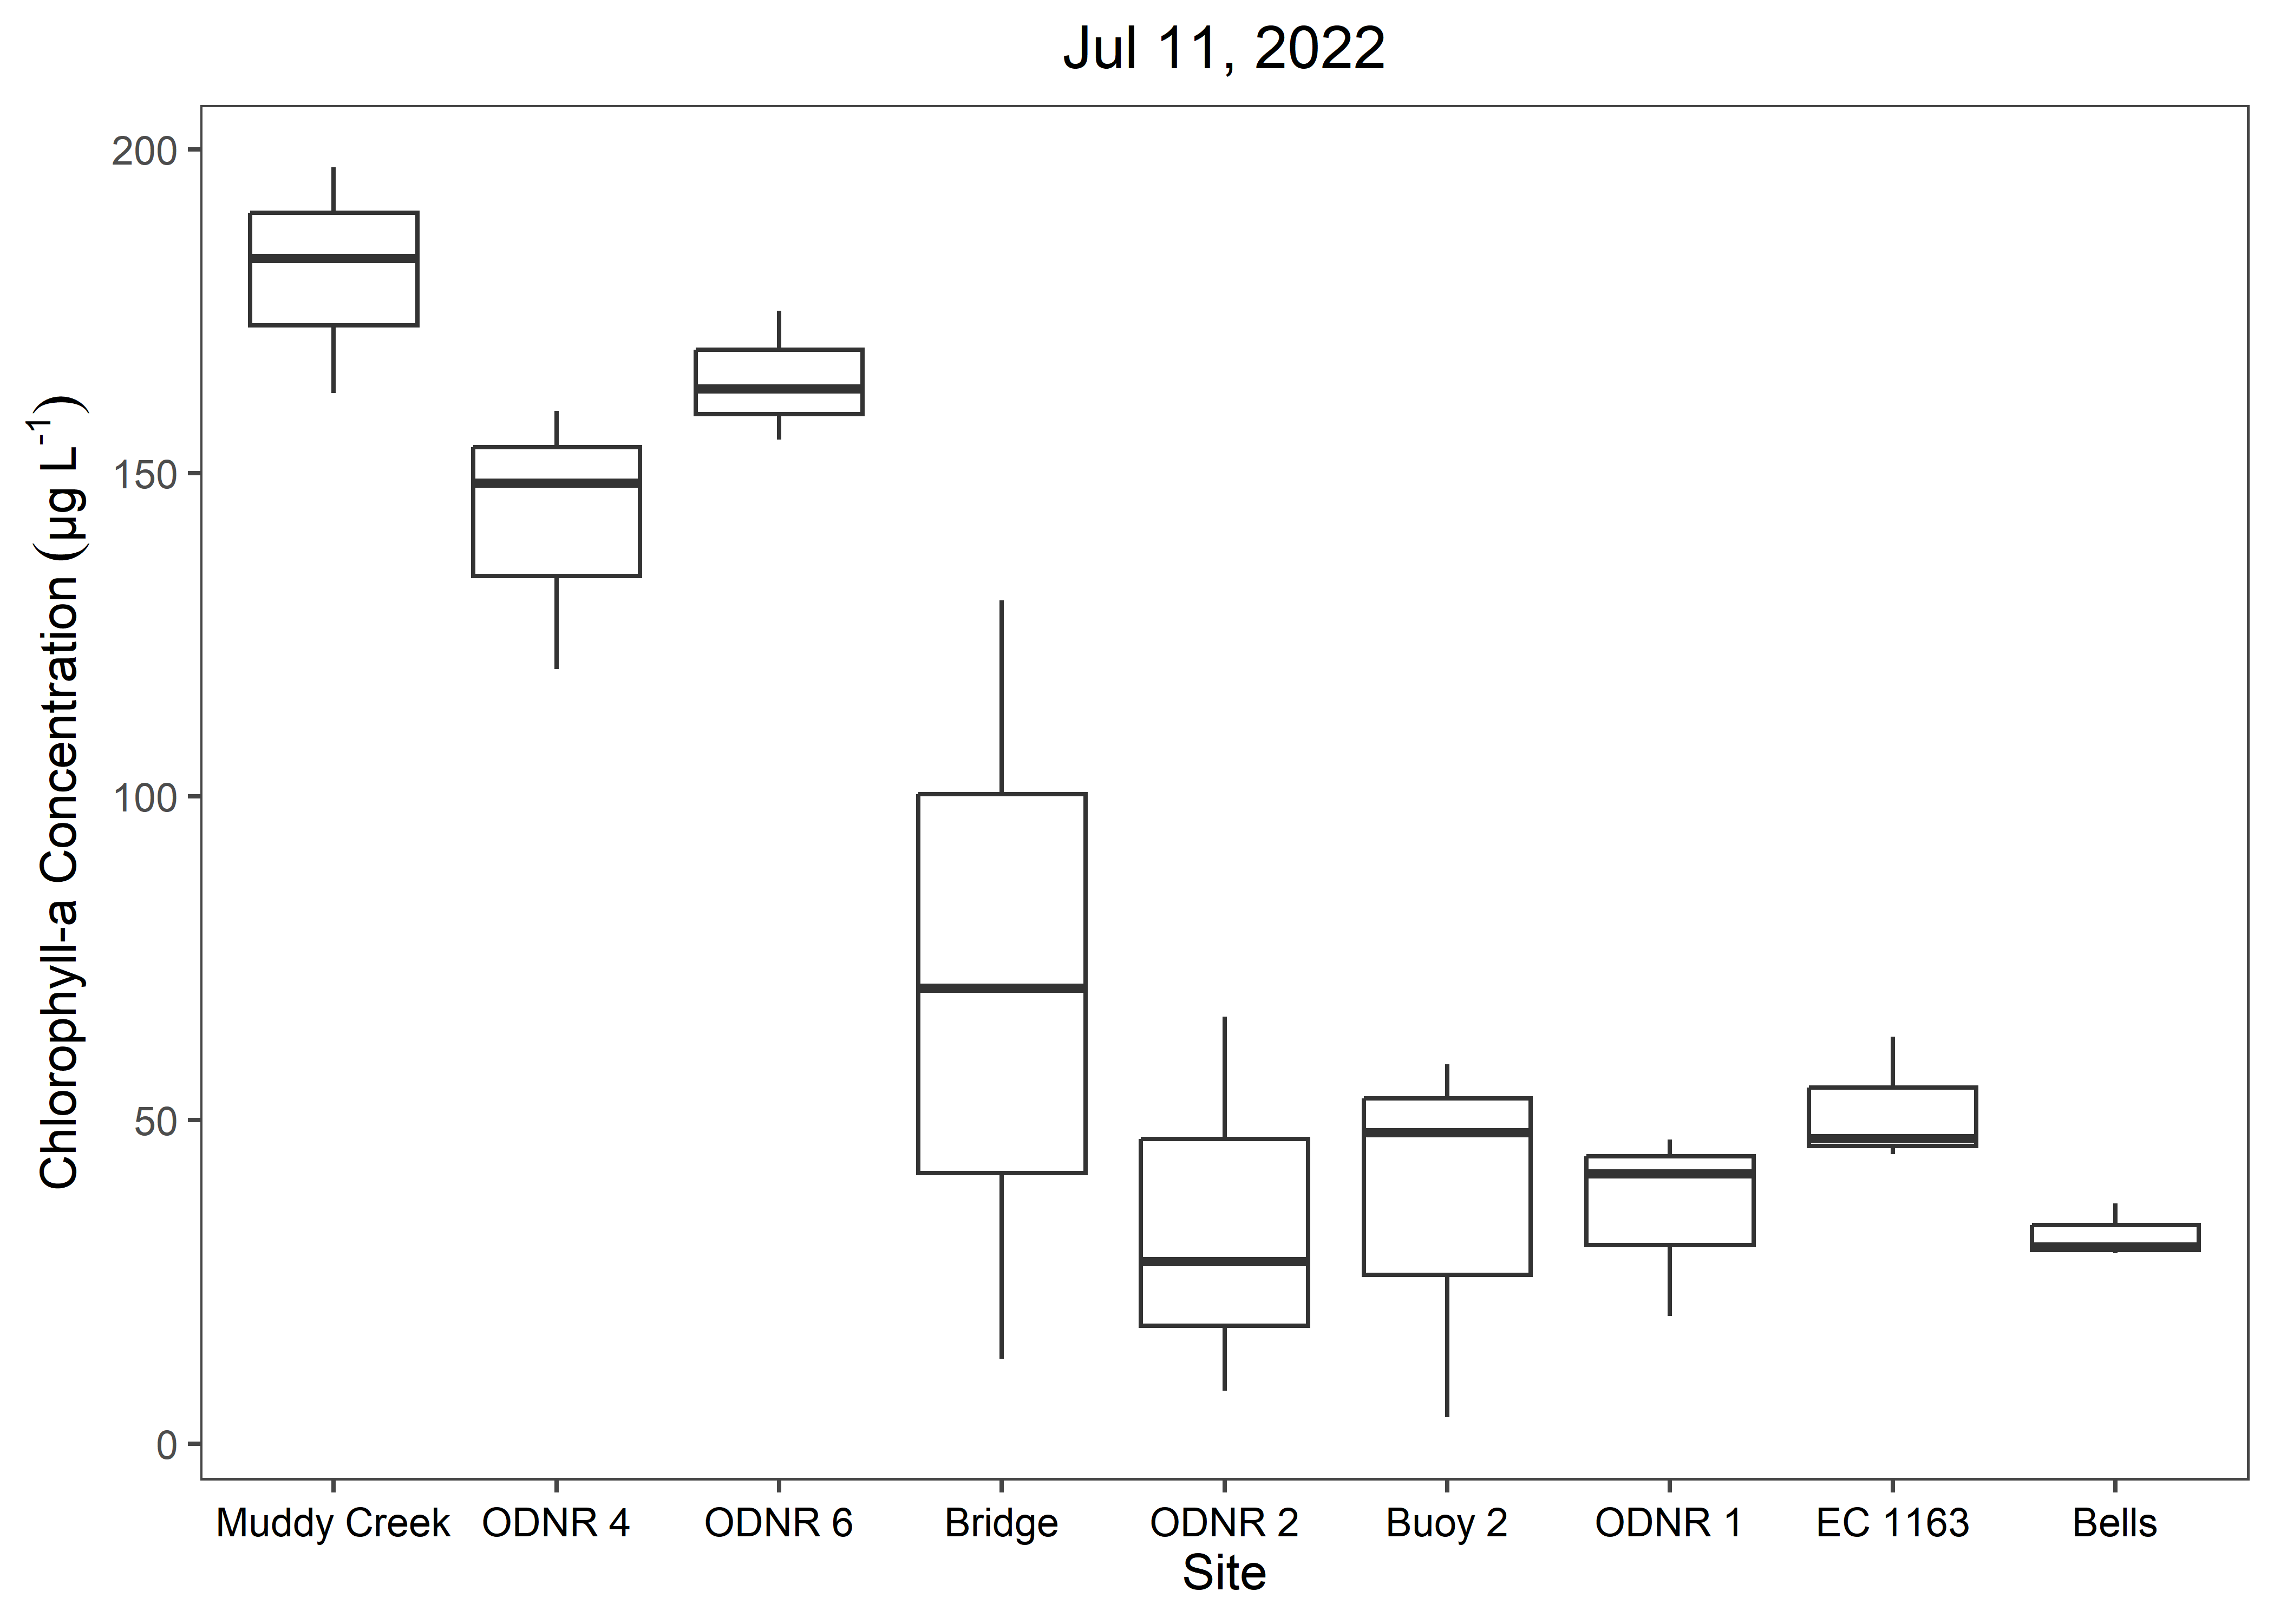 Jul 11, 2022
Chlorophyll-a Concentration (µg L⁻¹)
200
150
100
50
0
Muddy Creek ODNR 4 ODNR 6 Bridge ODNR 2 Buoy 2 ODNR 1 EC 1163 Bells
Site